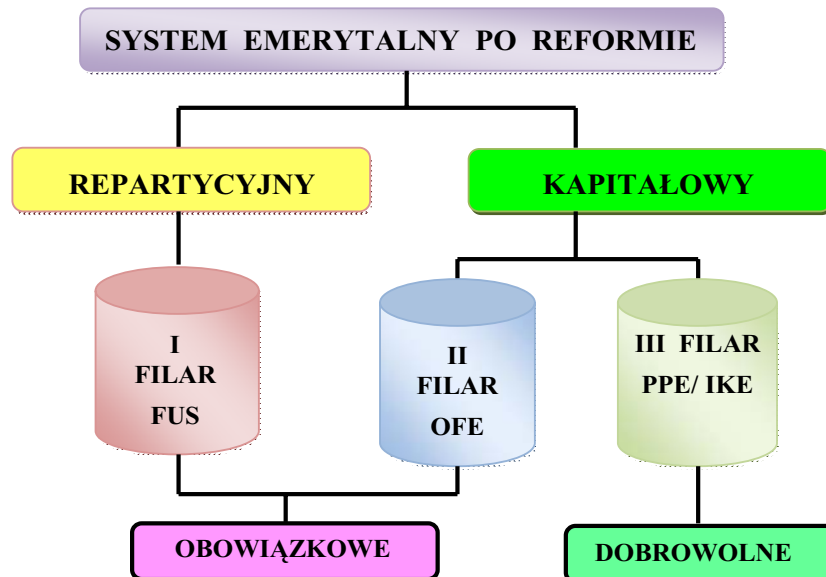 SYSTEM EMERYTALNY PO REFORMIE
REPARTYCYJNY
KAPITAŁOWY
I
FILAR
FUS
II
FILAR
OFE
III FILAR
PPE/ IKE
OBOWIĄZKOWE
DOBROWOLNE